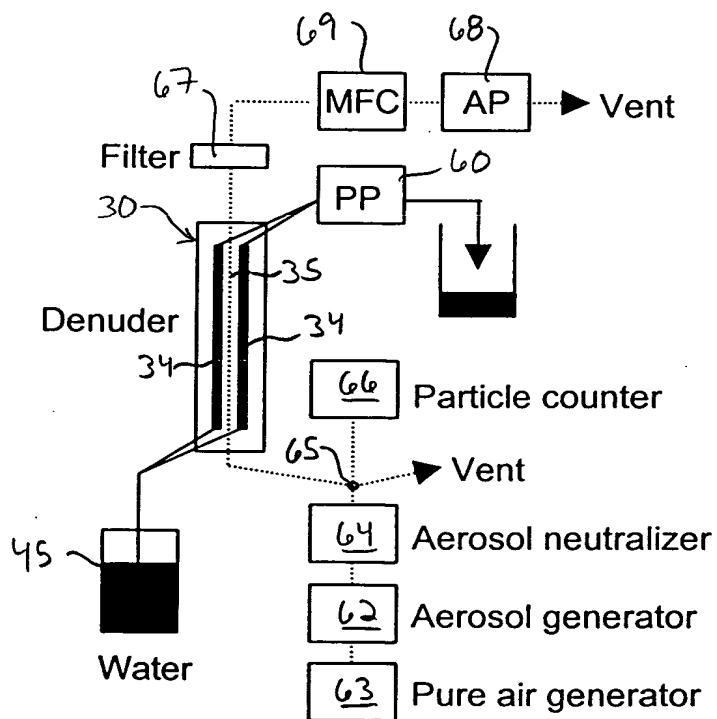 69
68
67
MFC
AP
Vent
Filter
60
PP
30
35
Denuder
34
34
66
Particle counter
65
Vent
45
64
Aerosol neutralizer
62
Aerosol generator
Water
63
Pure air generator